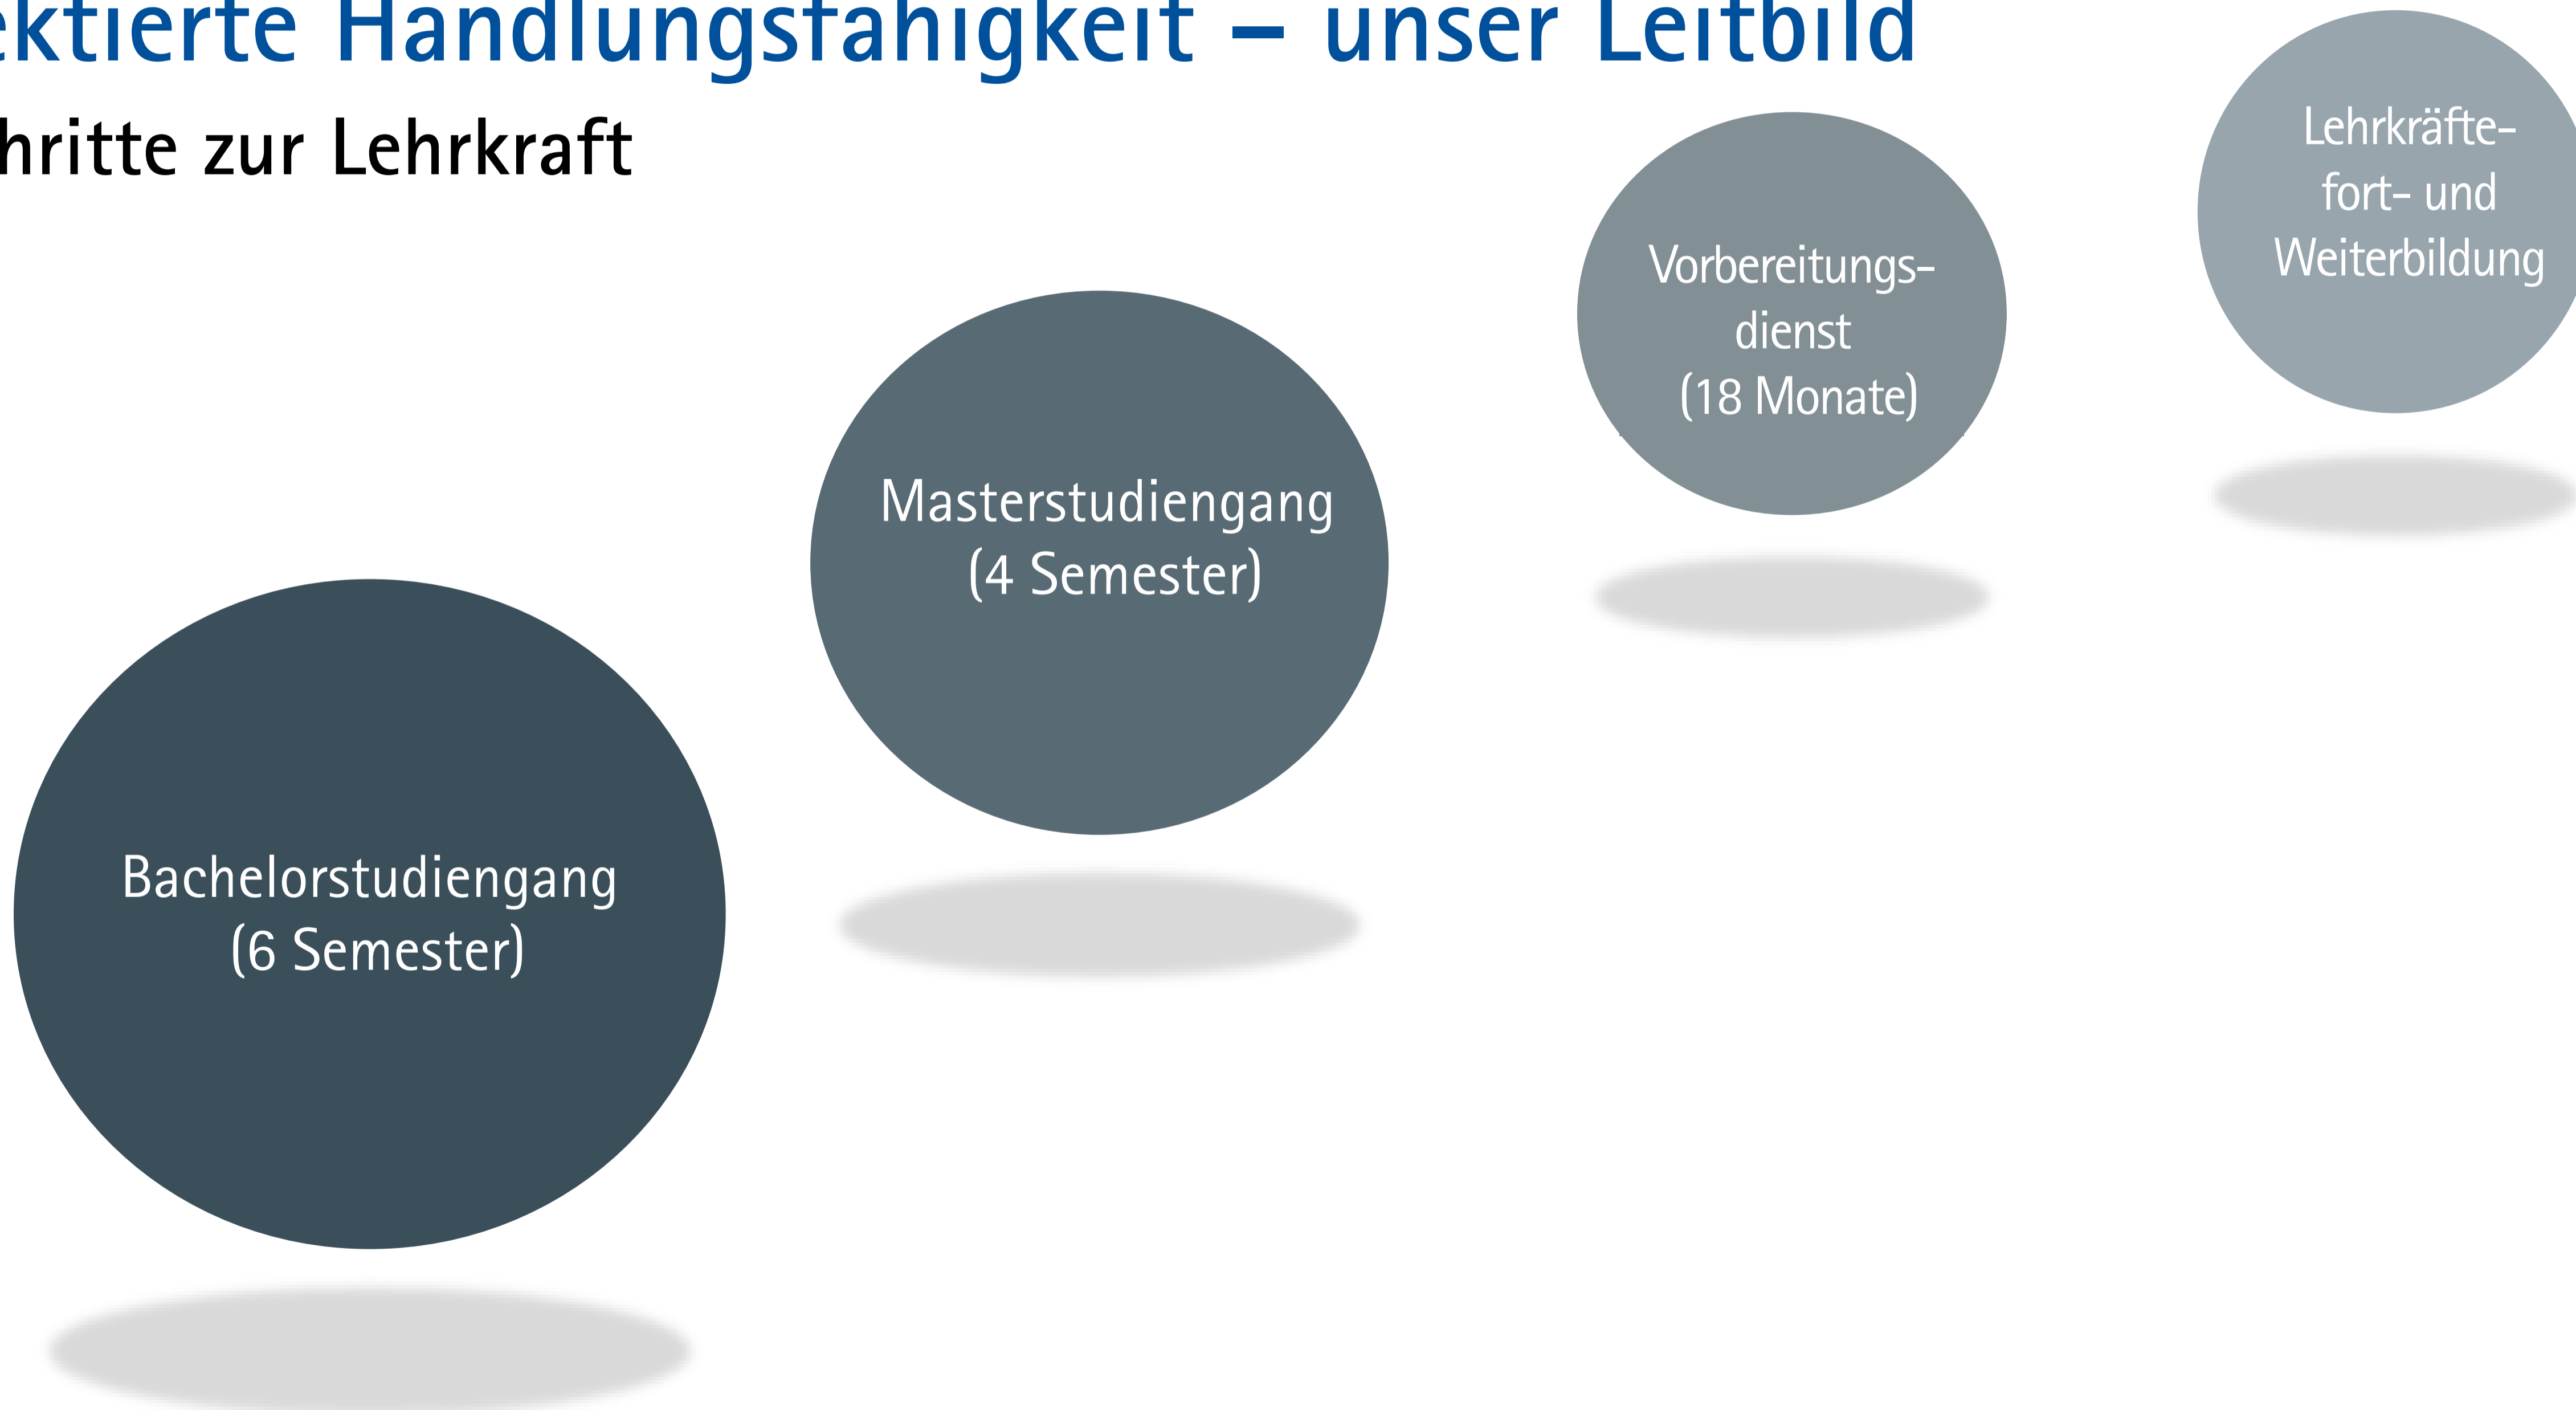 ektierte Handlungsfähigkeit – unser Leitbild
hritte zur Lehrkraft
Bachelorstudiengang
(6 Semester)
Masterstudiengang
(4 Semester)
Vorbereitungs-
dienst
(18 Monate)
Lehrkräfte-
fort- und
Weiterbildung